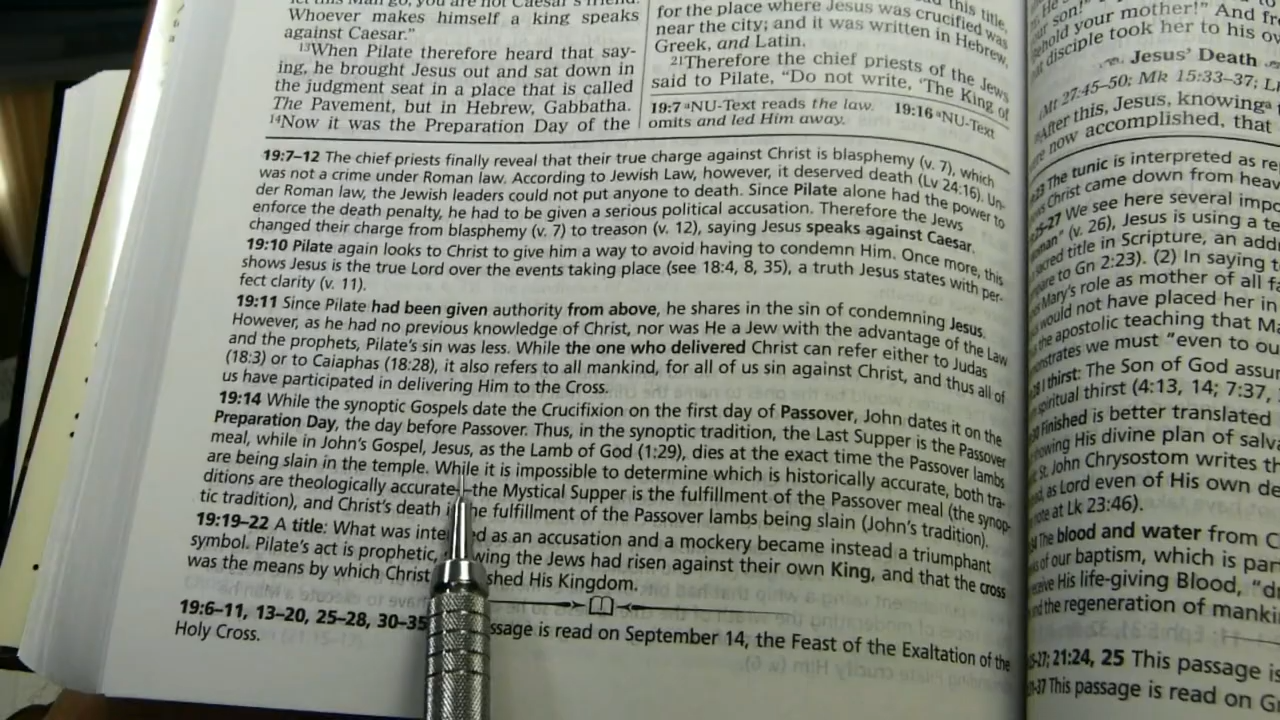 let this Man go, you are not Caesar's friend.
Whoever makes himself a king speaks
against Caesar."
13When Pilate therefore heard that say-
ing, he brought Jesus out and sat down in
the judgment seat in a place that is called
The Pavement, but in Hebrew, Gabbatha.
14Now it was the Preparation Day of the
read this title,
for the place where Jesus was crucified was
near the city; and it was written in Hebrew,
Greek, and Latin.
21Therefore the chief priests of the Jews
said to Pilate, "Do not write, 'The King of
19:7 aNU-Text reads the law. 19:16 aNU-Text
omits and led Him away.
19:7–12 The chief priests finally reveal that their true charge against Christ is blasphemy (v. 7), which
was not a crime under Roman law. According to Jewish Law, however, it deserved death (Lv 24:16). Un-
der Roman law, the Jewish leaders could not put anyone to death. Since Pilate alone had the power to
enforce the death penalty, he had to be given a serious political accusation. Therefore the Jews
changed their charge from blasphemy (v. 7) to treason (v. 12), saying Jesus speaks against Caesar.
19:10 Pilate again looks to Christ to give him a way to avoid having to condemn Him. Once more, this
shows Jesus is the true Lord over the events taking place (see 18:4, 8, 35), a truth Jesus states with per-
fect clarity (v. 11).
19:11 Since Pilate had been given authority from above, he shares in the sin of condemning Jesus.
However, as he had no previous knowledge of Christ, nor was He a Jew with the advantage of the Law
and the prophets, Pilate's sin was less. While the one who delivered Christ can refer either to Judas
(18:3) or to Caiaphas (18:28), it also refers to all mankind, for all of us sin against Christ, and thus all of
us have participated in delivering Him to the Cross.
19:14 While the synoptic Gospels date the Crucifixion on the first day of Passover, John dates it on the
Preparation Day, the day before Passover. Thus, in the synoptic tradition, the Last Supper is the Passover
meal, while in John's Gospel, Jesus, as the Lamb of God (1:29), dies at the exact time the Passover lambs
are being slain in the temple. While it is impossible to determine which is historically accurate, both tra-
ditions are theologically accurate—the Mystical Supper is the fulfillment of the Passover meal (the synop-
tic tradition), and Christ's death the fulfillment of the Passover lambs being slain (John's tradition).
19:19–22 A title: What was as an accusation and a mockery became instead a triumphant
symbol. Pilate's act is prophetic, the Jews had risen against their own King, and that the cross
was the means by which Christ His Kingdom.
19:6–11, 13–20, 25–28, 30–35 is read on September 14, the Feast of the Exaltation of the
Holy Cross.
son!"
behold your mother!" And
disciple took her to his
Jesus' Death
(Mt 27:45–50; Mk 15:33–37;
After this, Jesus, knowing
now accomplished, that
The tunic is interpreted as
Christ came down from
We see here several
(v. 26), Jesus is using a
title in Scripture, an
to Gn 2:23). (2) In saying
Mary's role as mother of all
would not have placed her in
the apostolic teaching that
we must "even to
I thirst: The Son of God
spiritual thirst (4:13, 14; 7:37,
Finished is better translated
His divine plan of
St. John Chrysostom writes
as Lord even of His own
at Lk 23:46).
The blood and water from
of our baptism, which is
His life-giving Blood,
and the regeneration of
21:24, 25 This passage is
This passage is read on